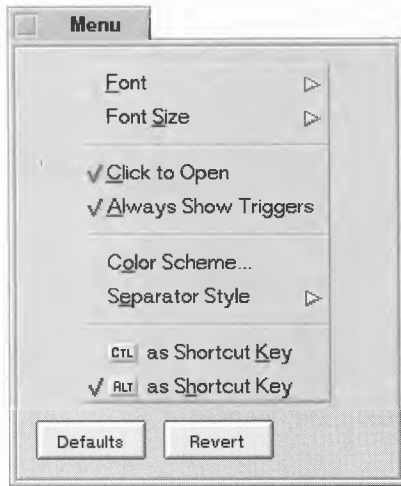 Menu
Font
Font Size
Click to Open
Always Show Triggers
Color Scheme...
Separator Style
CTL as Shortcut Key
ALT as Shortcut Key
Defaults Revert